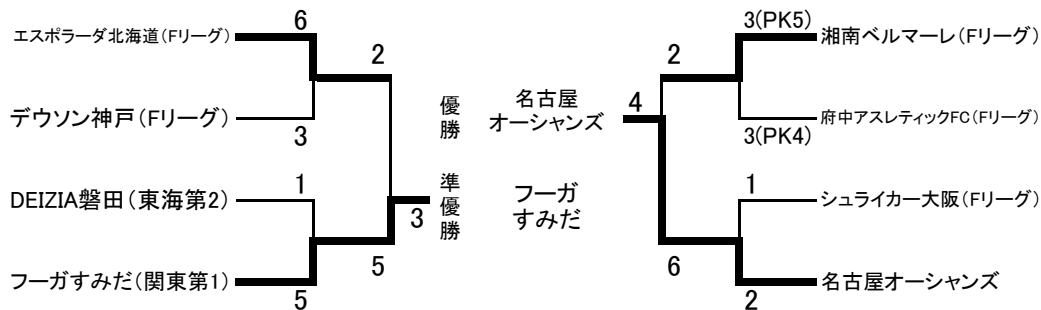 6
エスポラーダ北海道(Fリーグ)
2
デウソン神戸(Fリーグ)
3
DEIZIA磐田(東海第2)
1
フーガすみだ(関東第1)
5
5
3
優勝
名古屋
オーシャンズ
4
準優勝
フーガ
すみだ
3(PK5)
湘南ベルマーレ(Fリーグ)
2
府中アスレティックFC(Fリーグ)
3(PK4)
1
シュライカー大阪(Fリーグ)
6
名古屋オーシャンズ
2